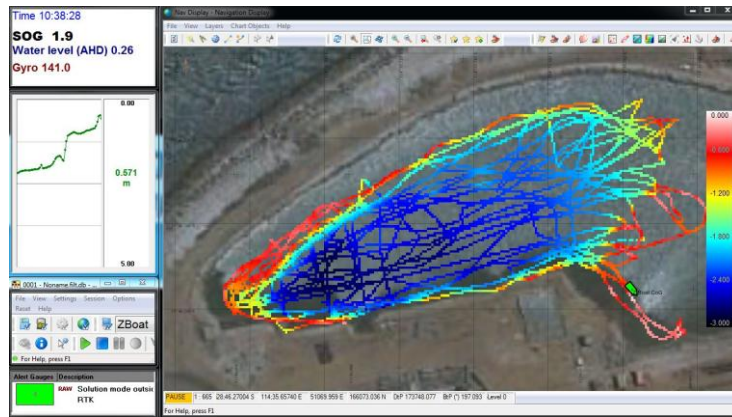 Time 10:38:28
SOG 1.9
Water level (AHD) 0.26
Gyro 141.0
0.00
0.571
m
5.00
0001 - Noname.filt.db - ...
File View Settings Session Options
Reset Help
ZBoat
For Help, press F1
Alert Gauges Description
RAW Solution mode outsi
RTK
Nav Display - Navigation Display
File View Layers Chart Objects Help
-0.000
-0.600
-1.200
-1.800
-2.400
-3.000
PAUSE 1 : 665 28;46.27004 S 114;35.65740 E 51069.959 E 166073.036 N DtP 173748.077 BtP (°) 197.093 Level 0
For Help, press F1